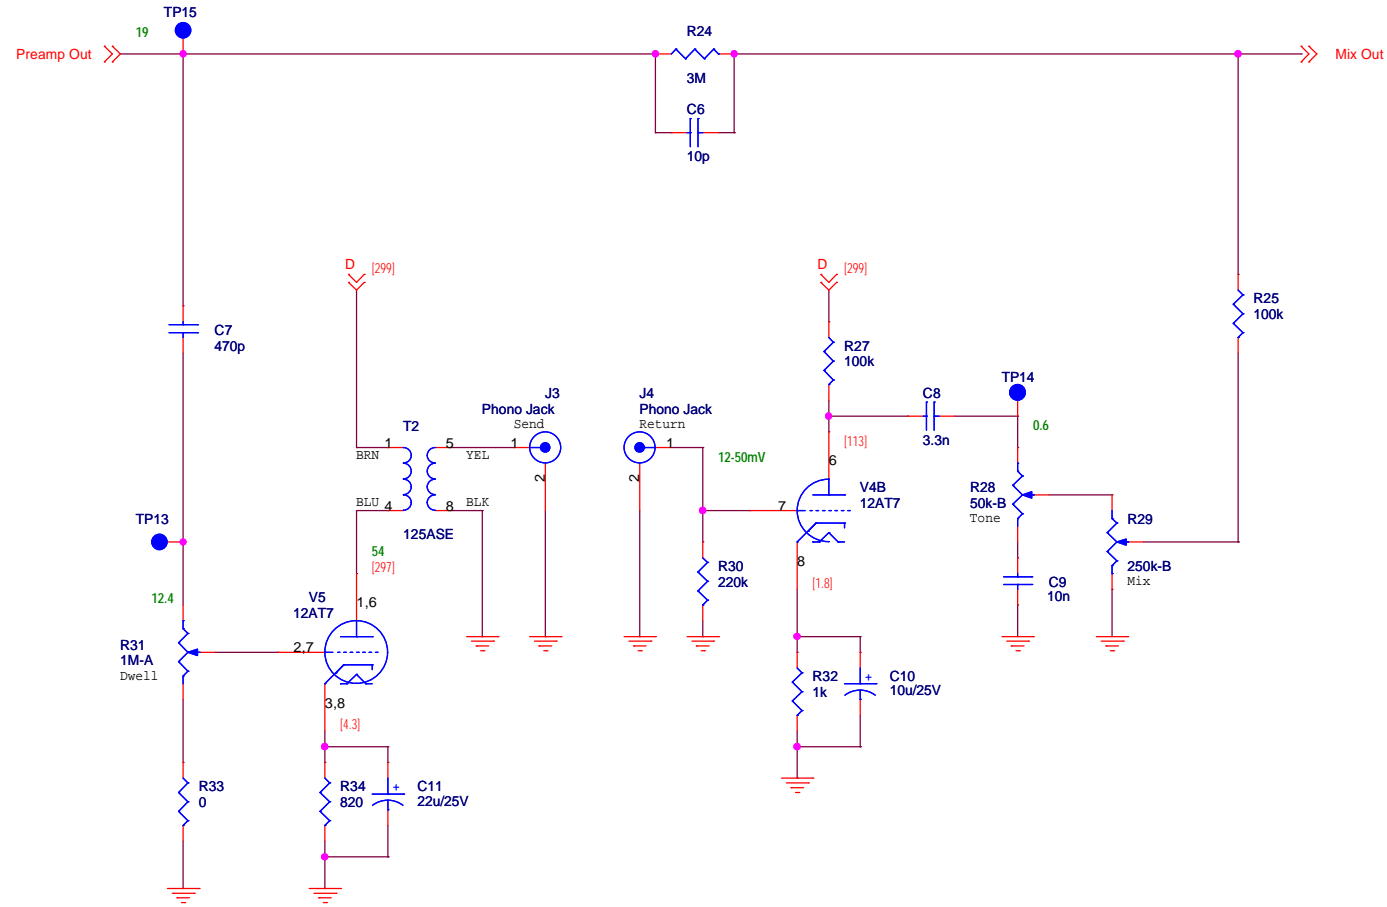 TP15
19
R24
Preamp Out
Mix Out
3M
C6
10p
D [299]
D [299]
R25
100k
C7
470p
R27
100k
J3
Phono Jack
Send
J4
Phono Jack
Return
C8
3.3n
TP14
0.6
T2
1
BRN
5
YEL
1
1
12-50mV
[113]
6
2
2
BLU 4
8 BLK
125ASE
7
V4B
12AT7
R28
50k-B
Tone
R29
250k-B
Mix
TP13
54
[297]
8
[1.8]
R30
220k
C9
10n
12.4
V5
12AT7
1,6
R31
1M-A
Dwell
2,7
3,8
[4.3]
R32
1k
+
C10
10u/25V
R33
0
R34
820
+
C11
22u/25V